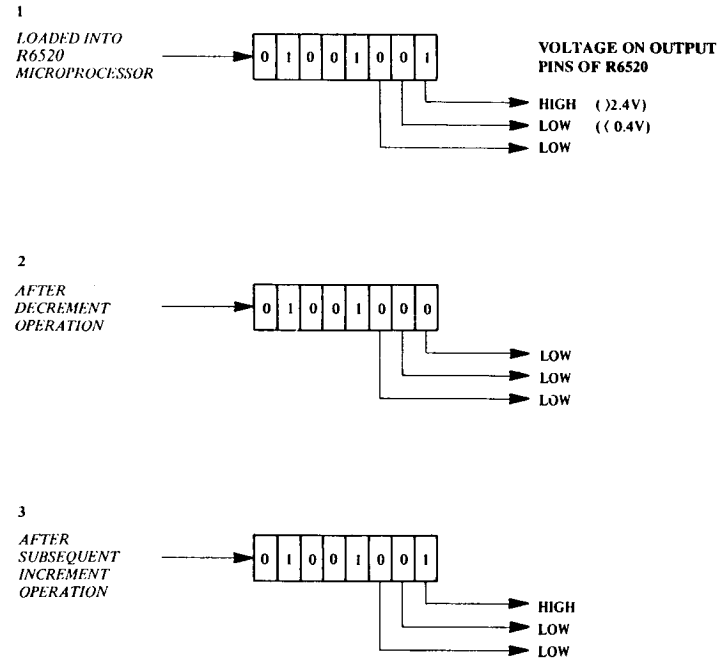 1
LOADED INTO
R6520
MICROPROCESSOR
0 1 0 0 1 0 0 1
VOLTAGE ON OUTPUT
PINS OF R6520
HIGH ( 〉2.4V)
LOW (〈 0.4V)
LOW
2
AFTER
DECREMENT
OPERATION
0 1 0 0 1 0 0 0
LOW
LOW
LOW
3
AFTER
SUBSEQUENT
INCREMENT
OPERATION
0 1 0 0 1 0 0 1
HIGH
LOW
LOW